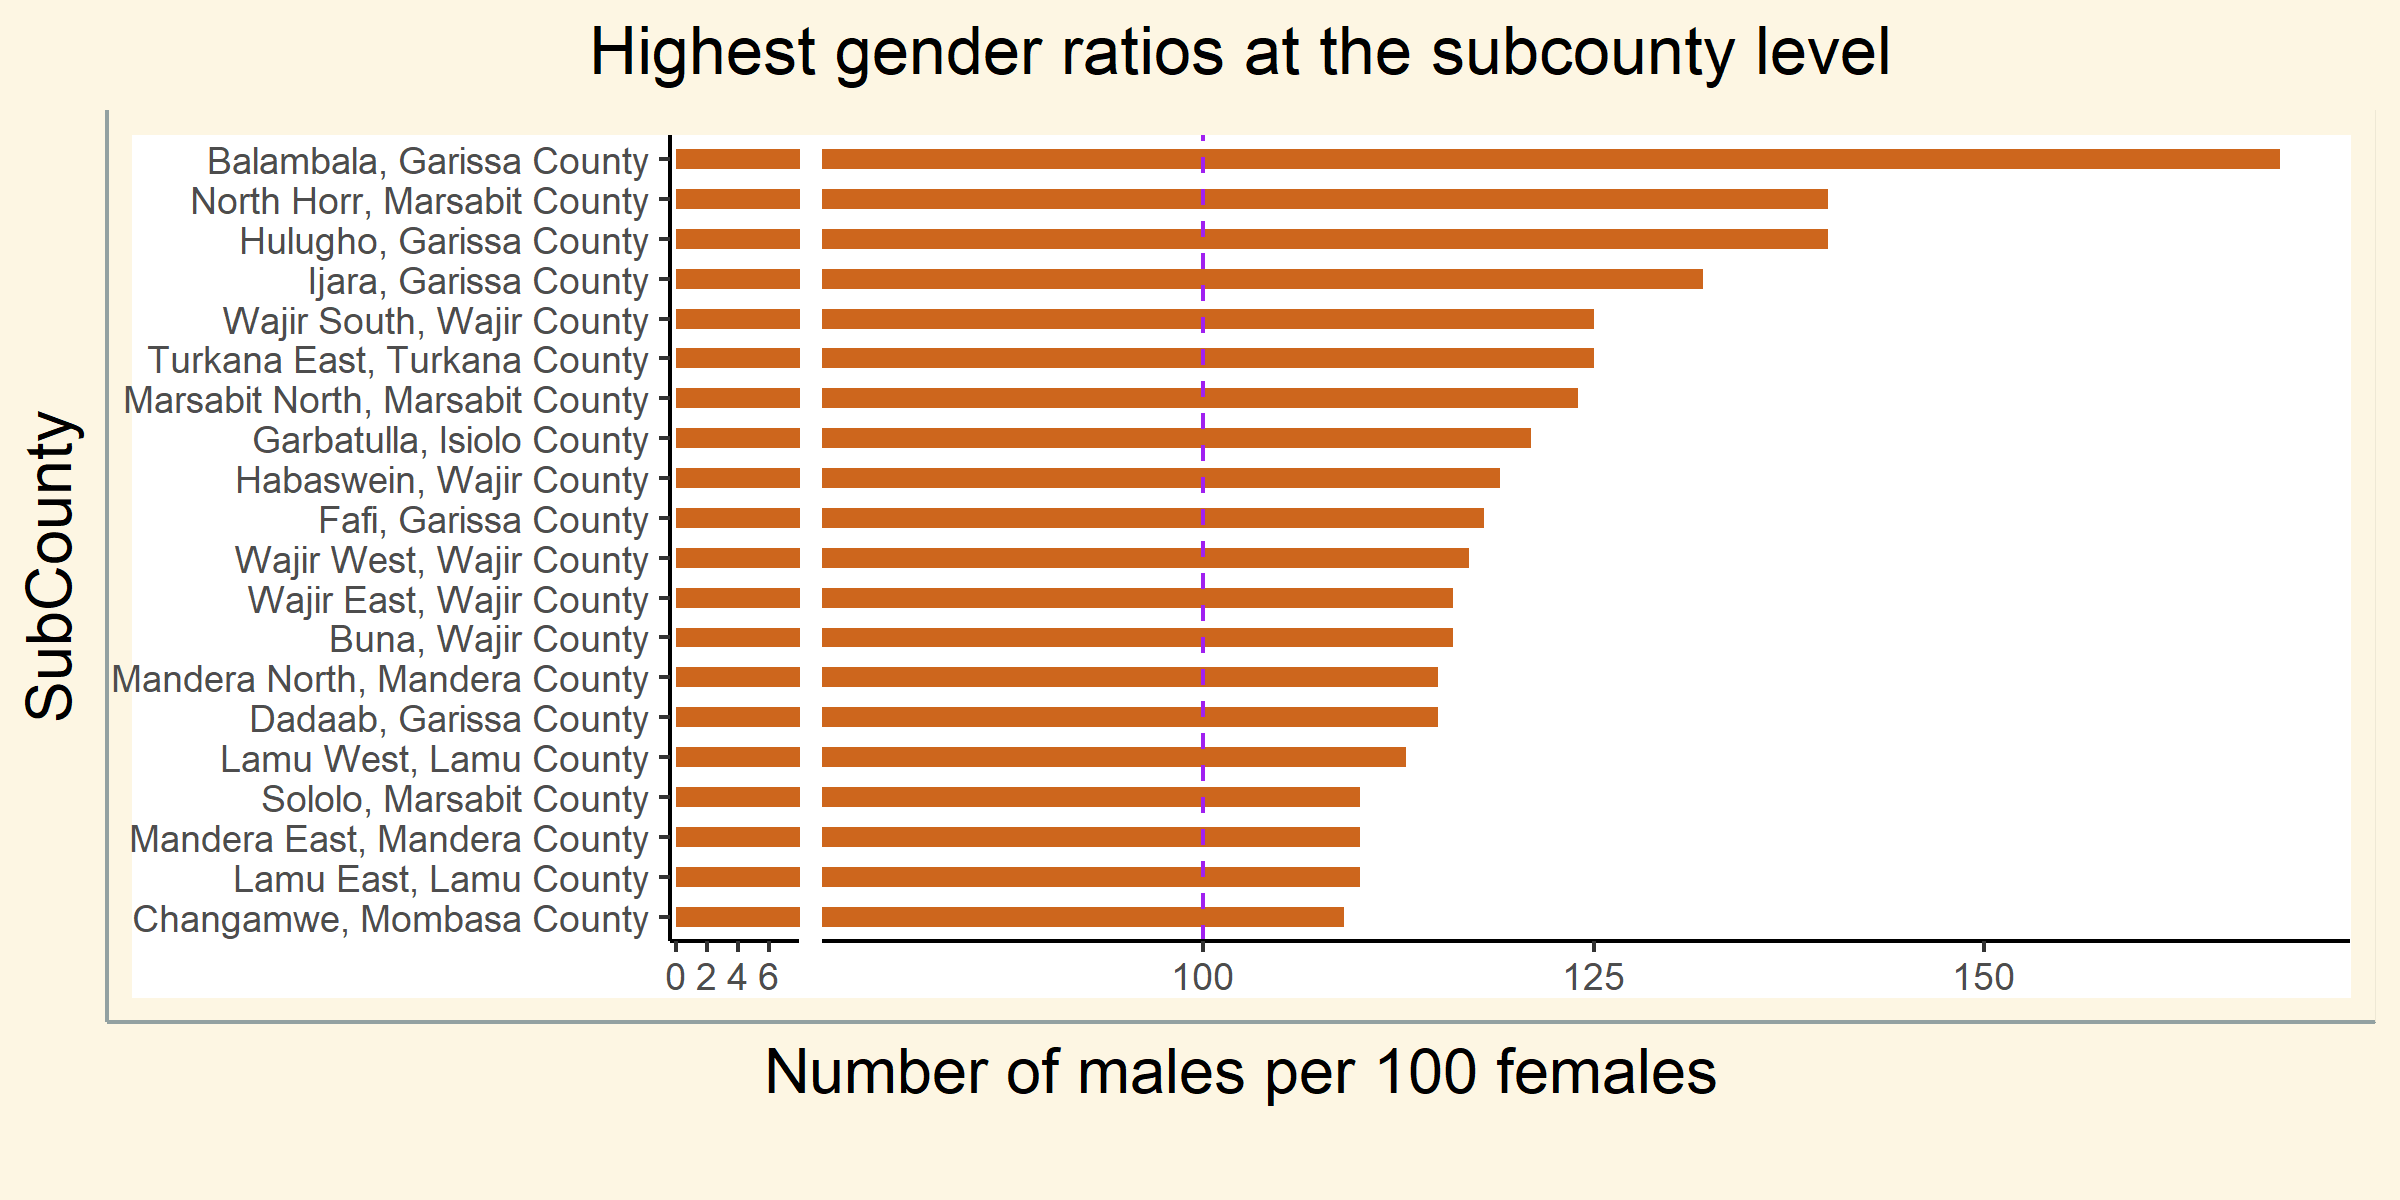 Highest gender ratios at the subcounty level
SubCounty
Balambala, Garissa County
North Horr, Marsabit County
Hulugho, Garissa County
Ijara, Garissa County
Wajir South, Wajir County
Turkana East, Turkana County
Marsabit North, Marsabit County
Garbatulla, Isiolo County
Habaswein, Wajir County
Fafi, Garissa County
Wajir West, Wajir County
Wajir East, Wajir County
Buna, Wajir County
Mandera North, Mandera County
Dadaab, Garissa County
Lamu West, Lamu County
Sololo, Marsabit County
Mandera East, Mandera County
Lamu East, Lamu County
Changamwe, Mombasa County
0 2 4 6 100 125 150
Number of males per 100 females